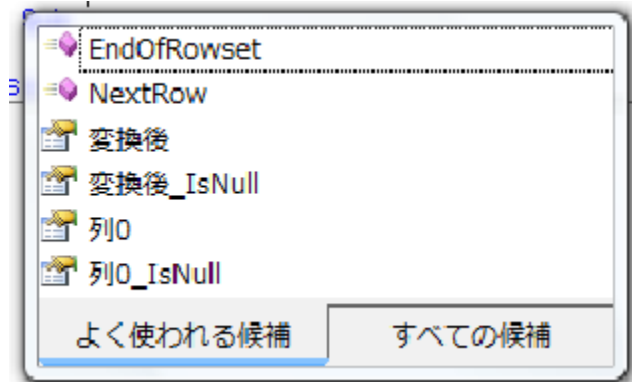 EndOfRowset
NextRow
変換後
変換後_IsNull
列0
列0_IsNull
よく使われる候補 すべての候補